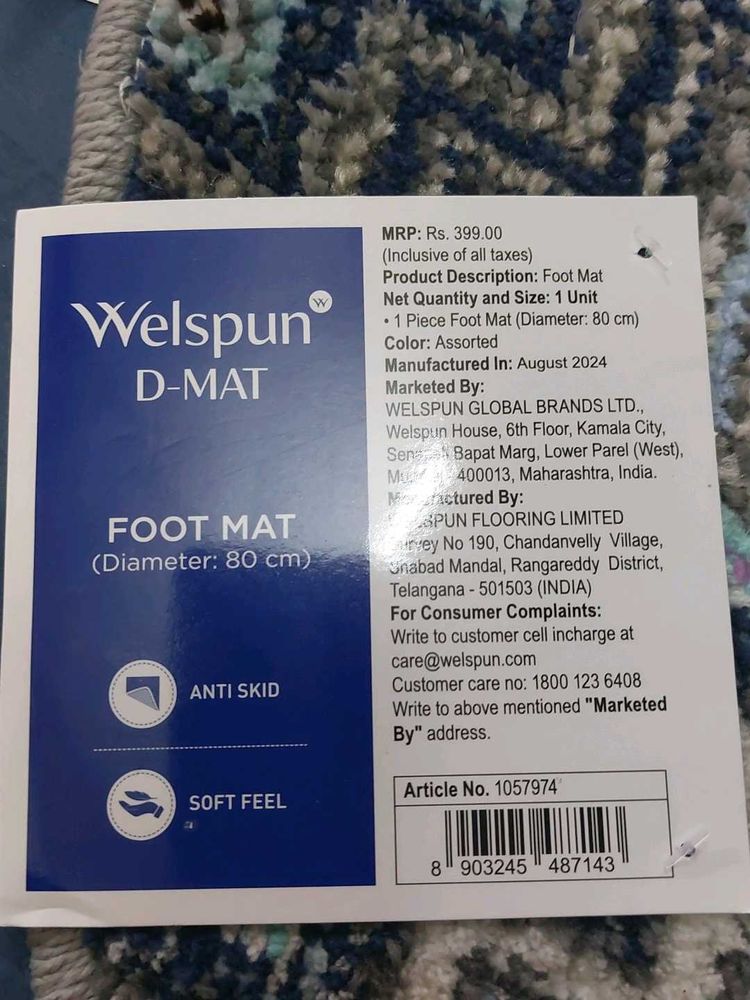 Welspun W
D-MAT
FOOT MAT
(Diameter: 80 cm)
ANTI SKID
SOFT FEEL
MRP: Rs. 399.00
(Inclusive of all taxes)
Product Description: Foot Mat
Net Quantity and Size: 1 Unit
• 1 Piece Foot Mat (Diameter: 80 cm)
Color: Assorted
Manufactured In: August 2024
Marketed By:
WELSPUN GLOBAL BRANDS LTD.,
Welspun House, 6th Floor, Kamala City,
Bapat Marg, Lower Parel (West),
400013, Maharashtra, India.
Manufactured By:
WELSPUN FLOORING LIMITED
Survey No 190, Chandanvelly Village,
Shabad Mandal, Rangareddy District,
Telangana - 501503 (INDIA)
For Consumer Complaints:
Write to customer cell incharge at
care@welspun.com
Customer care no: 1800 123 6408
Write to above mentioned "Marketed
By" address.
Article No. 1057974
8 903245 487143